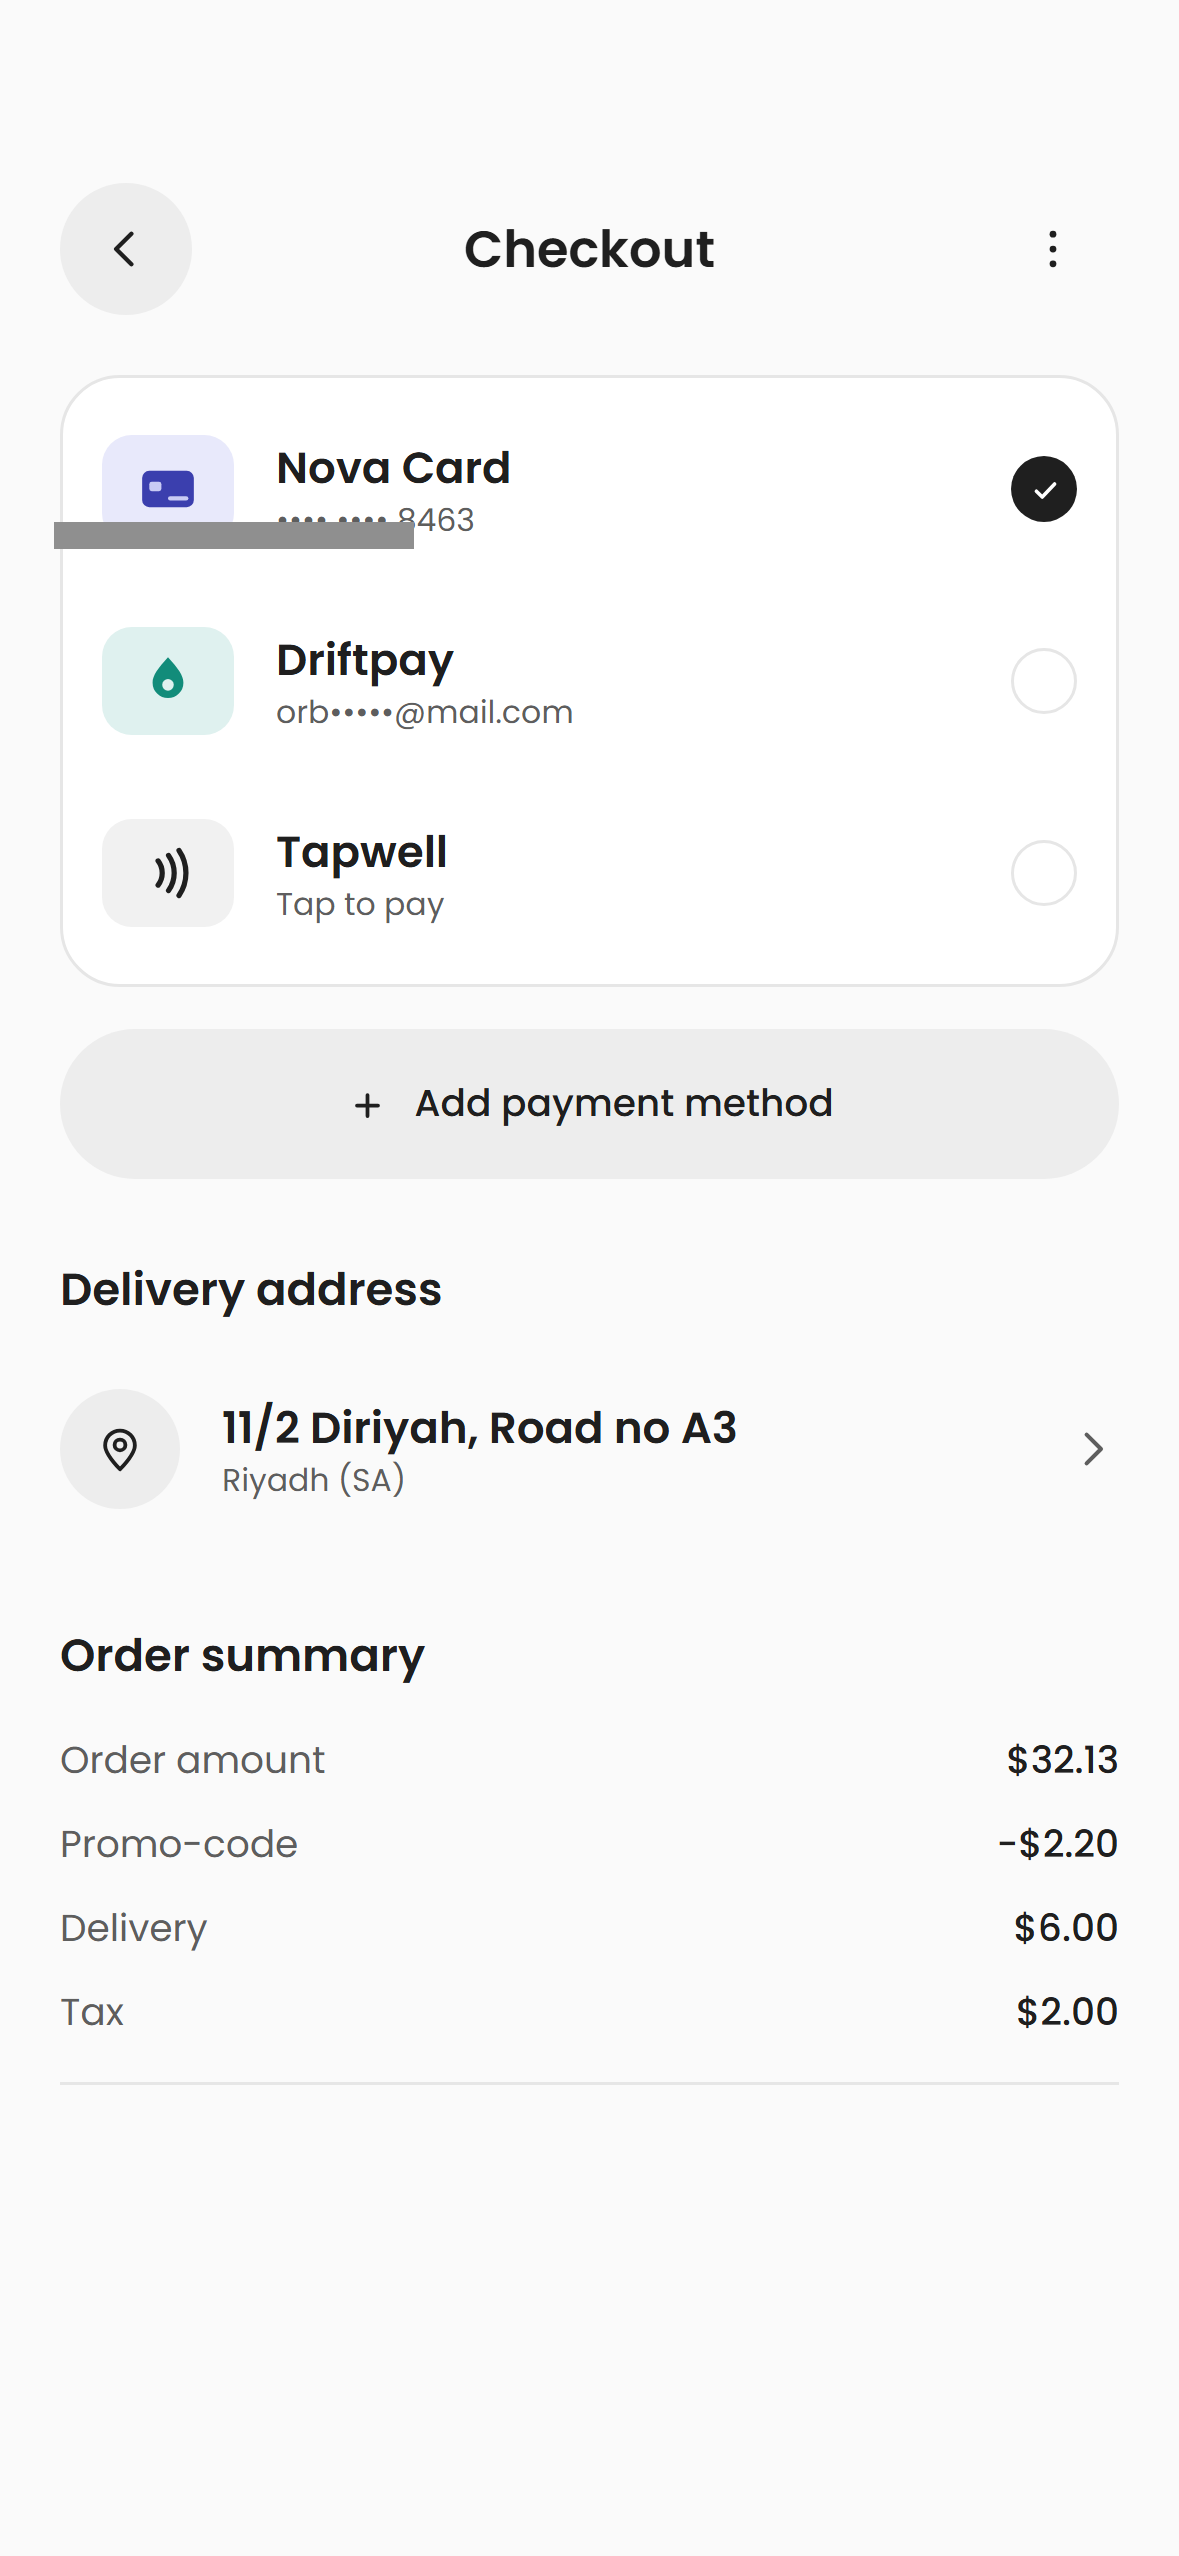 Checkout
Nova Card
•••• •••• 8463
Driftpay
orb•••••@mail.com
Tapwell
Tap to pay
+ Add payment method
Delivery address
11/2 Diriyah, Road no A3
Riyadh (SA)
Order summary
Order amount $32.13
Promo-code -$2.20
Delivery $6.00
Tax $2.00